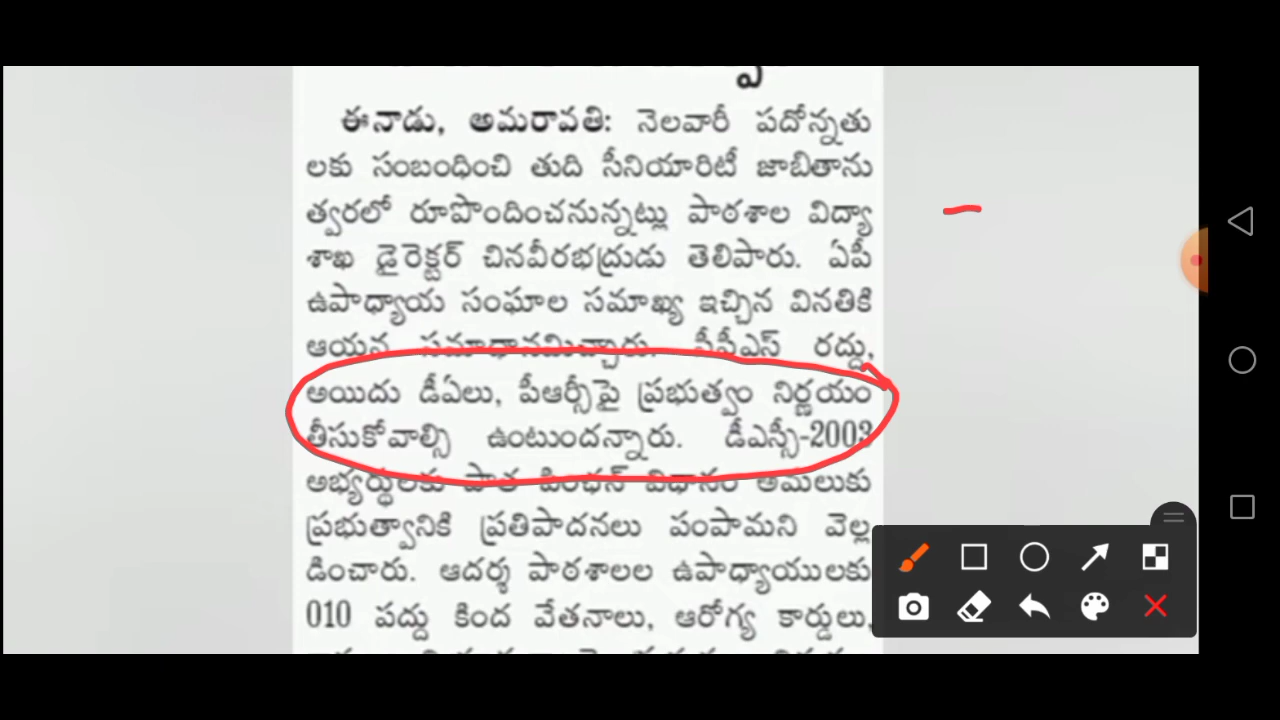 ఈనాడు, అమరావతి: నెలవారీ పదోన్నతు
లకు సంబంధించి తుది సీనియారిటీ జాబితాను
త్వరలో రూపొందించనున్నట్లు పాఠశాల విద్యా
శాఖ డైరెక్టర్ చినవీరభద్రుడు తెలిపారు. ఏపీ
ఉపాధ్యాయ సంఘాల సమాఖ్య ఇచ్చిన వినతికి
ఆయన సమాధానమిచ్చారు. సీపీఎస్ రద్దు,
అయిదు డీఏలు, పీఆర్సీపై ప్రభుత్వం నిర్ణయం
తీసుకోవాల్సి ఉంటుందన్నారు. డీఎస్సీ-2003
అభ్యర్థులకు పాత పింఛన్ విధానం అమలుకు
ప్రభుత్వానికి ప్రతిపాదనలు పంపామని వెల్ల
డించారు. ఆదర్శ పాఠశాలల ఉపాధ్యాయులకు
010 పద్దు కింద వేతనాలు, ఆరోగ్య కార్డులు,